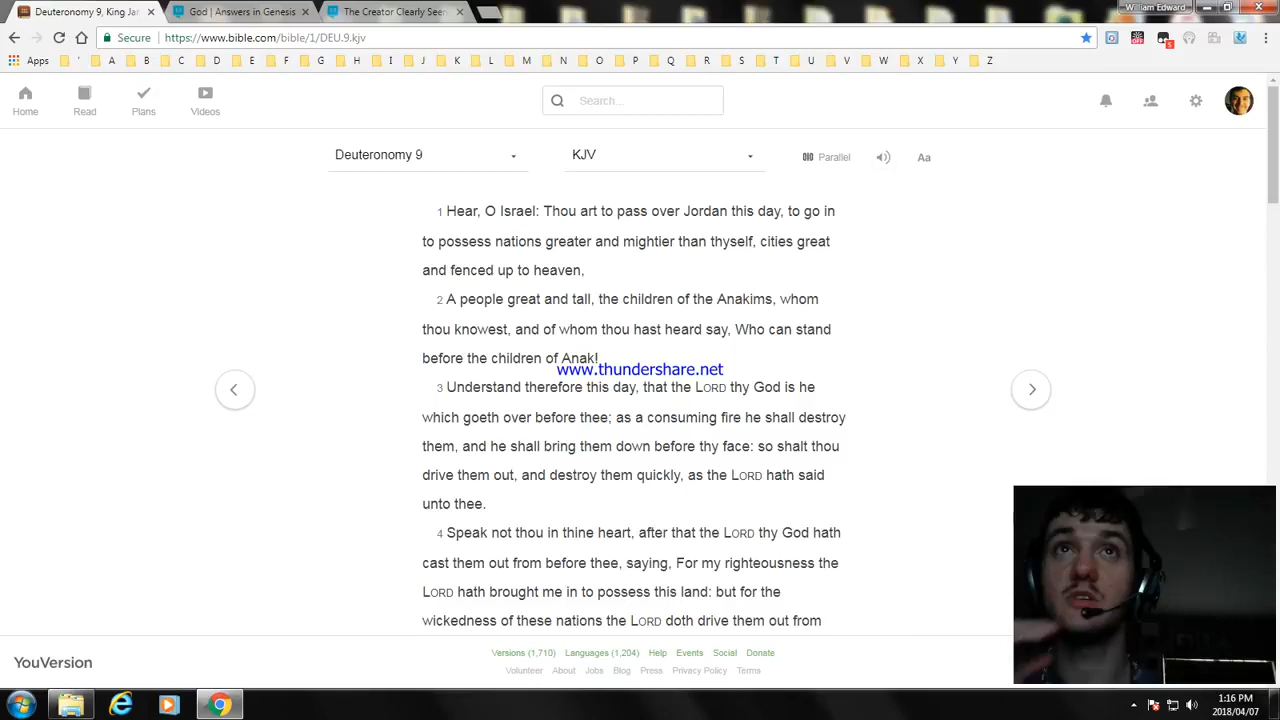 Deuteronomy 9, King Jam
God | Answers in Genesis
The Creator Clearly Seen
William Edward
Secure
https://www.bible.com/bible/1/DEU.9.kjv
Apps ' A B C D E F G H I J K L M N O P Q R S T U V W X Y Z
Home
Read
Plans
Videos
Search...
Deuteronomy 9
KJV
Parallel
Aa
1 Hear, O Israel: Thou art to pass over Jordan this day, to go in
to possess nations greater and mightier than thyself, cities great
and fenced up to heaven,
2 A people great and tall, the children of the Anakims, whom
thou knowest, and of whom thou hast heard say, Who can stand
before the children of Anak!
www.thundershare.net
3 Understand therefore this day, that the LORD thy God is he
which goeth over before thee; as a consuming fire he shall destroy
them, and he shall bring them down before thy face: so shalt thou
drive them out, and destroy them quickly, as the LORD hath said
unto thee.
4 Speak not thou in thine heart, after that the LORD thy God hath
cast them out from before thee, saying, For my righteousness the
LORD hath brought me in to possess this land: but for the
wickedness of these nations the LORD doth drive them out from
YouVersion
Versions (1,710) Languages (1,204) Help Events Social Donate
Volunteer About Jobs Blog Press Privacy Policy Terms
1:16 PM
2018/04/07